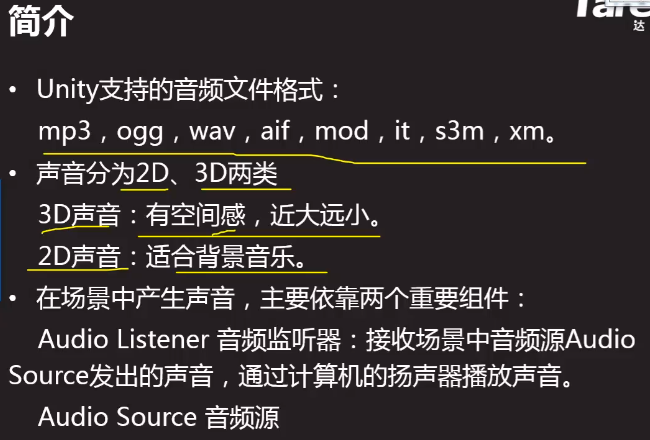 简介
达
• Unity支持的音频文件格式：
mp3，ogg，wav，aif，mod，it，s3m，xm。
• 声音分为2D、3D两类
3D声音：有空间感，近大远小。
2D声音：适合背景音乐。
• 在场景中产生声音，主要依靠两个重要组件：
Audio Listener 音频监听器：接收场景中音频源Audio
Source发出的声音，通过计算机的扬声器播放声音。
Audio Source 音频源